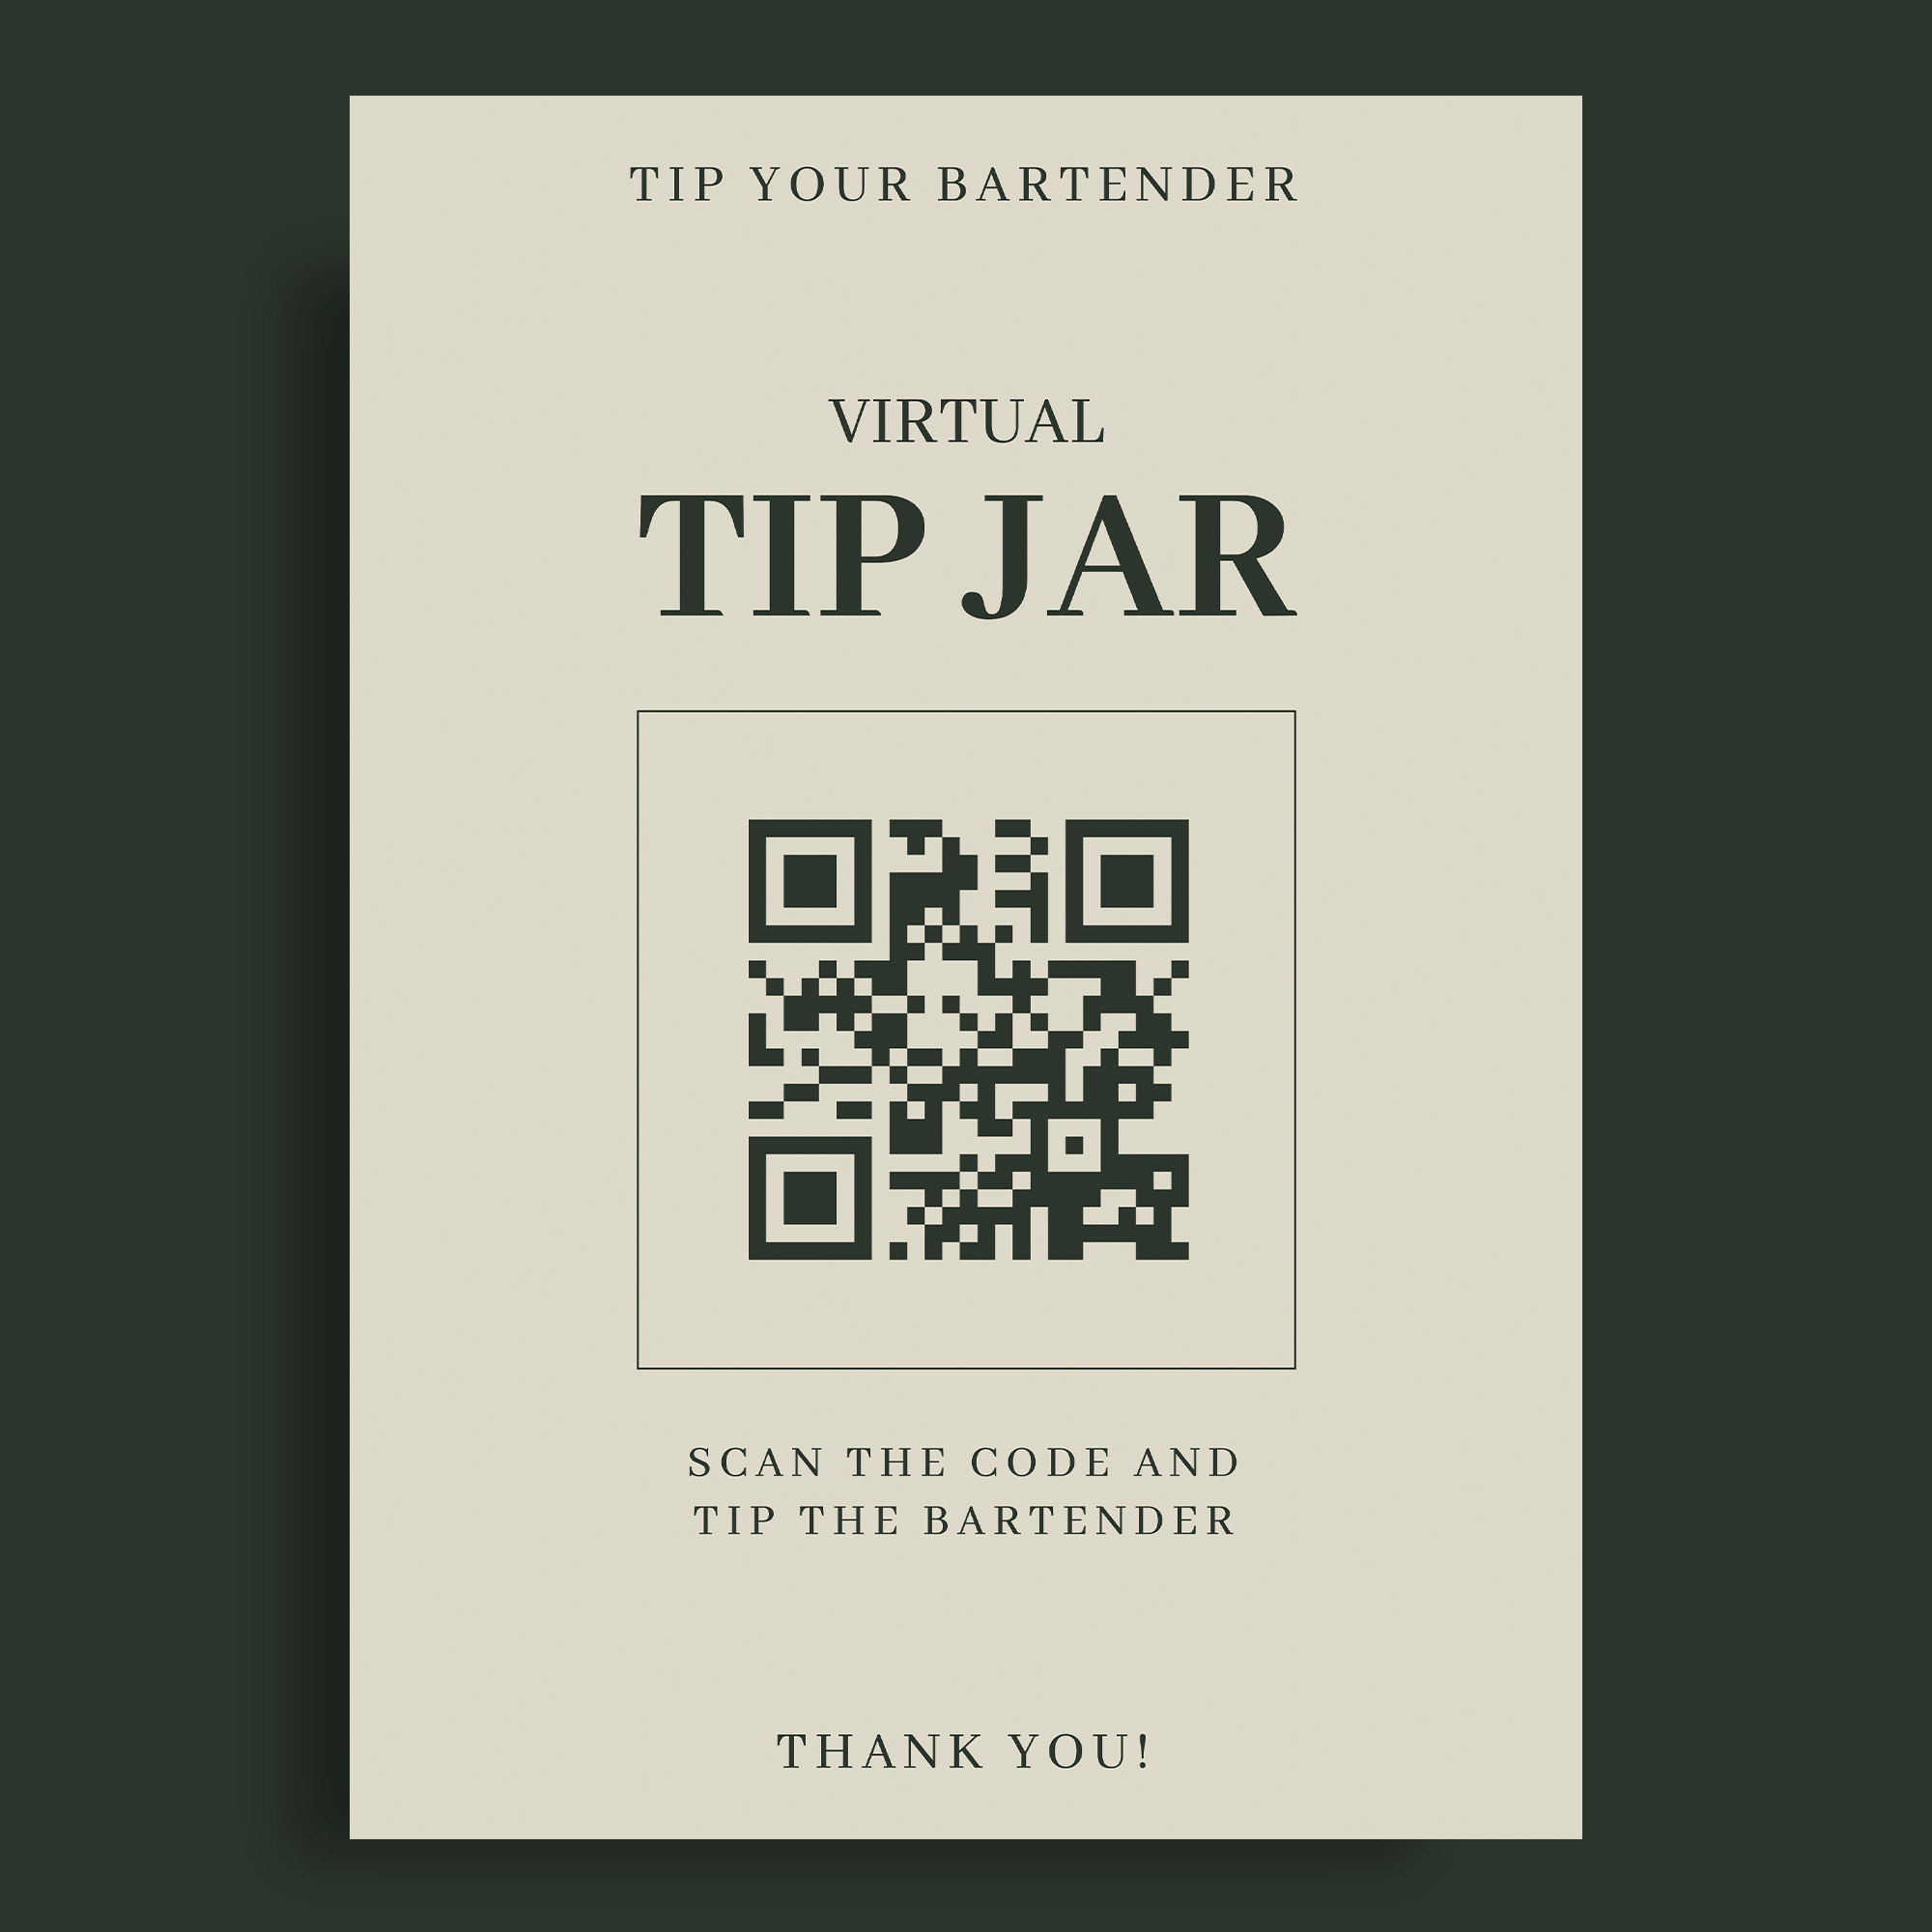 TIP YOUR BARTENDER
VIRTUAL
TIP JAR
SCAN THE CODE AND
TIP THE BARTENDER
THANK YOU!